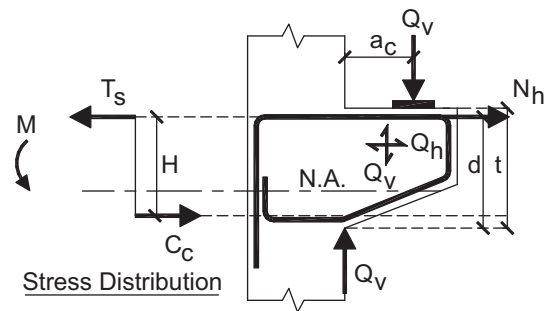 Q_v
a_c
T_s
N_h
M
H
Q_h
Q_v
d
t
N.A.
C_c
Q_v
Stress Distribution